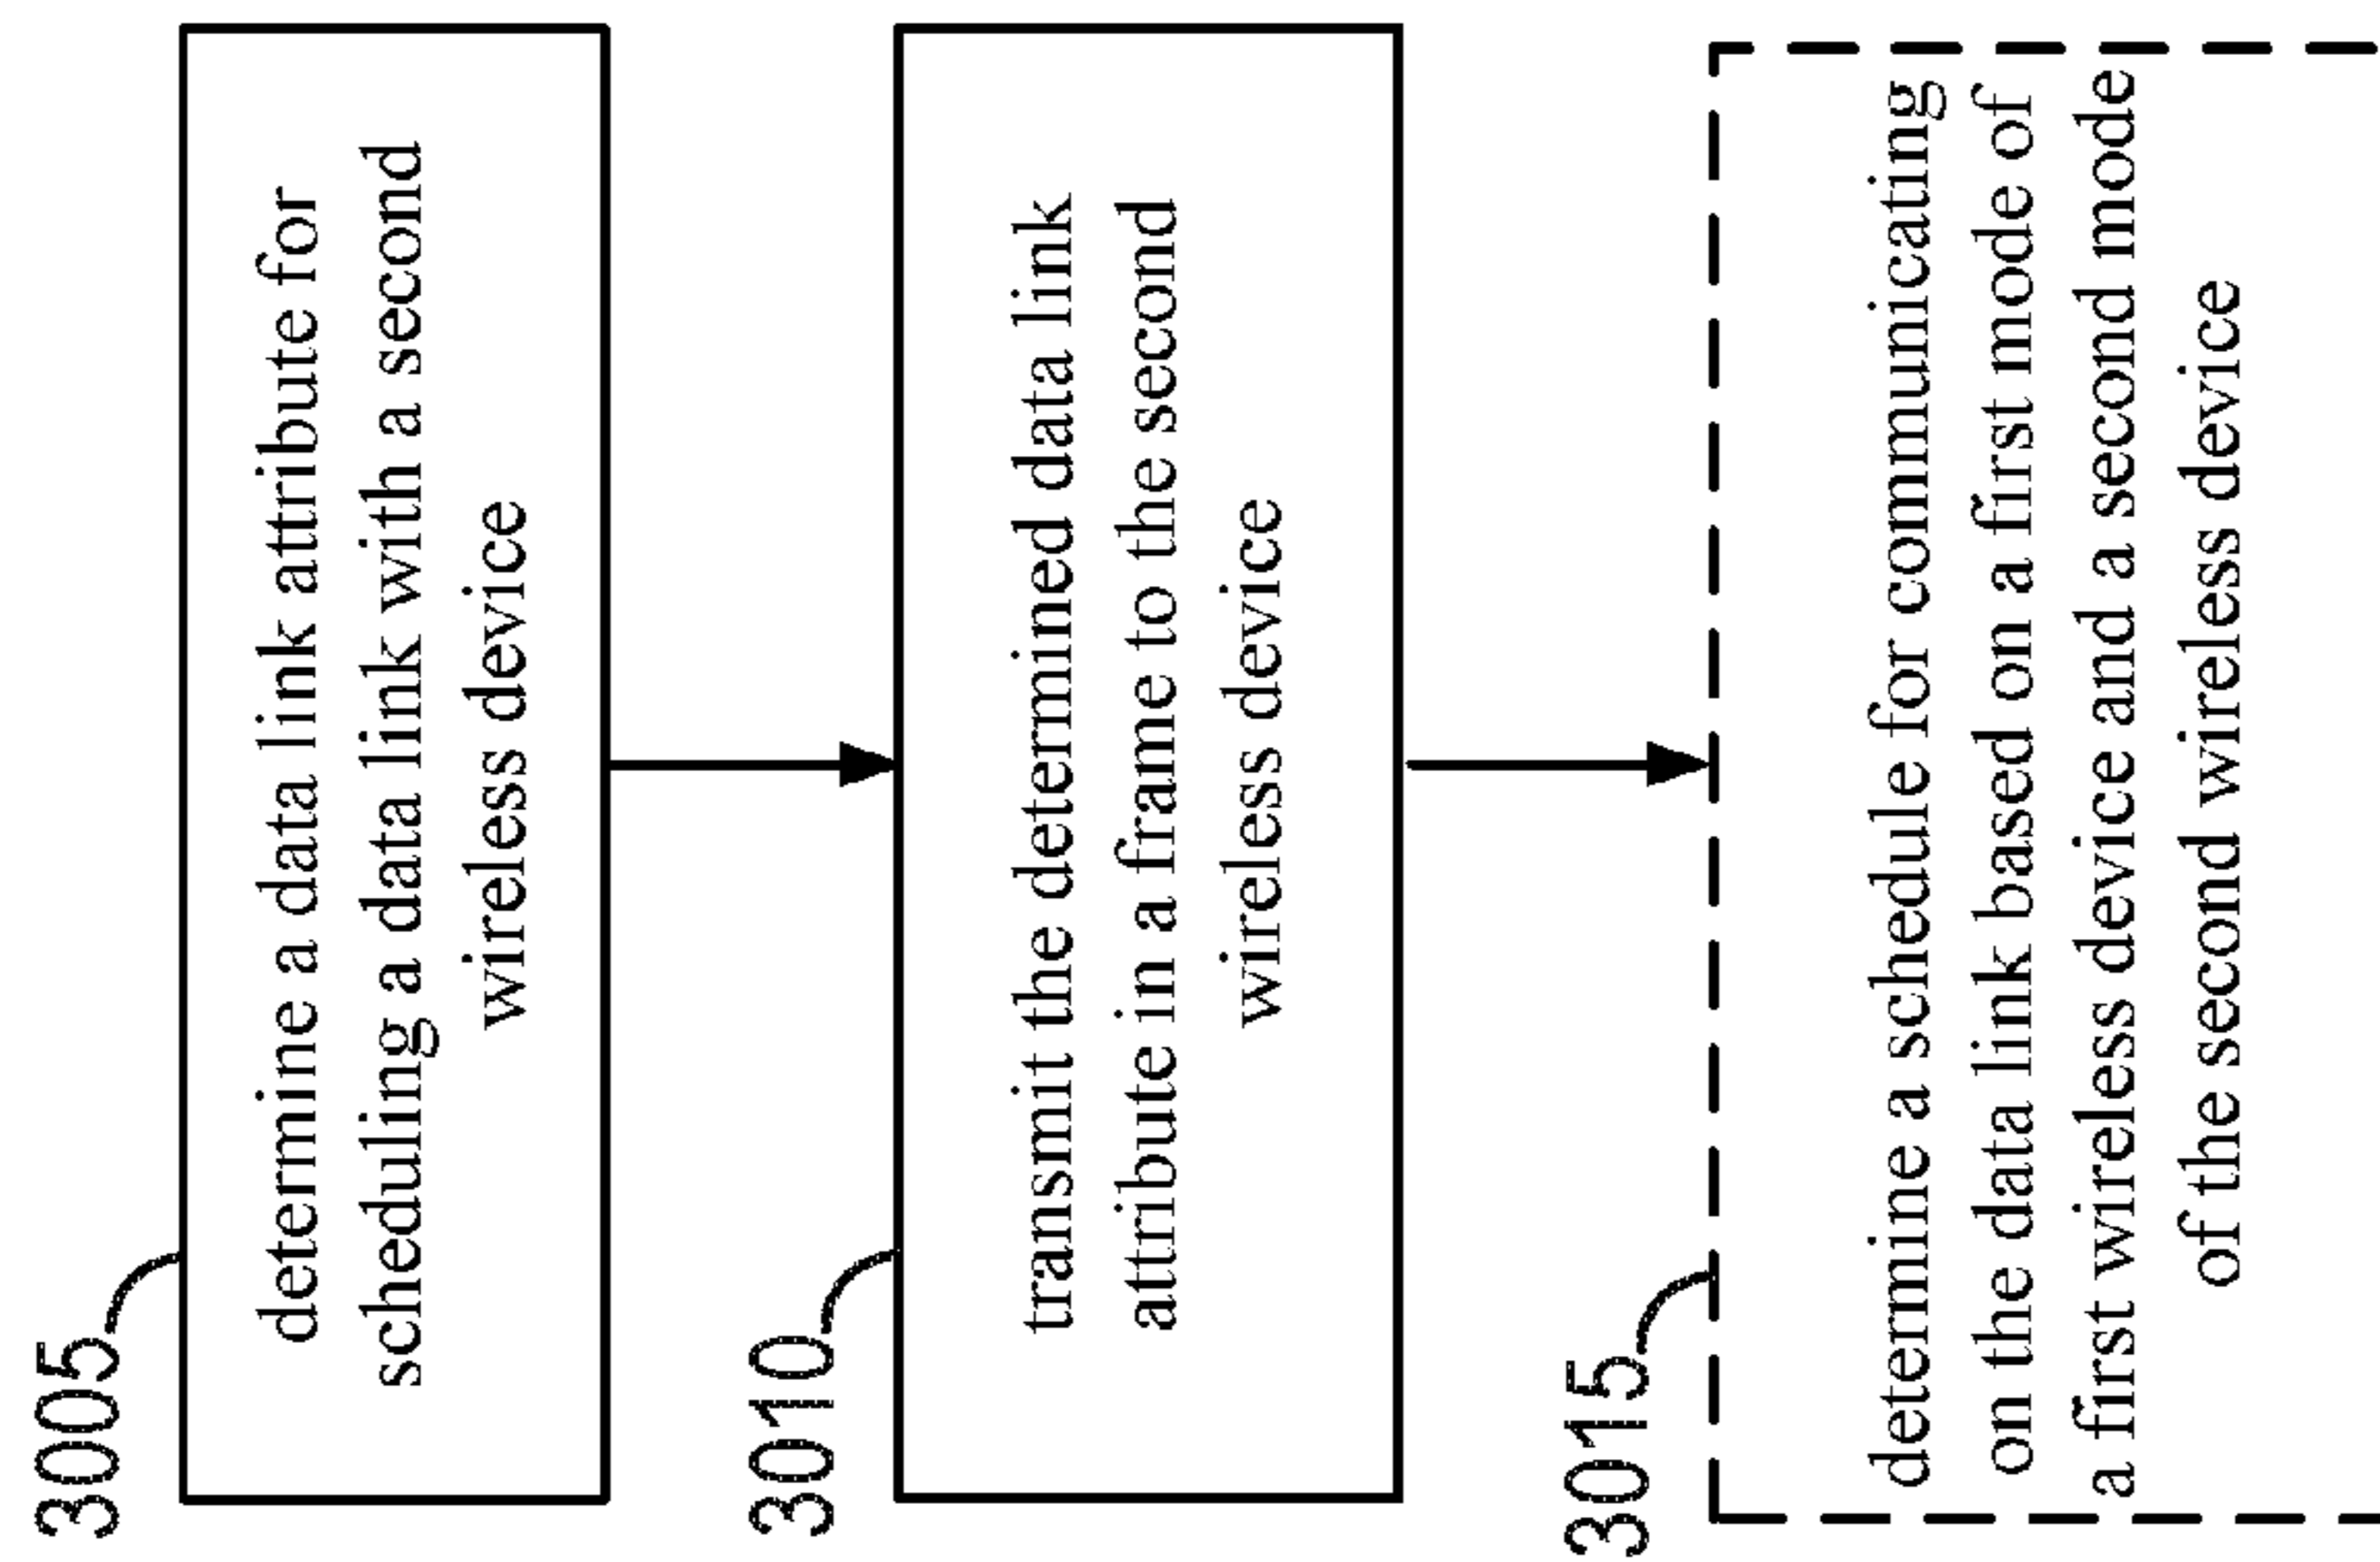 3005
determine a data link attribute for
scheduling a data link with a second
wireless device
3010
transmit the determined data link
attribute in a frame to the second
wireless device
3015
determine a schedule for communicating
on the data link based on a first mode of
a first wireless device and a second mode
of the second wireless device